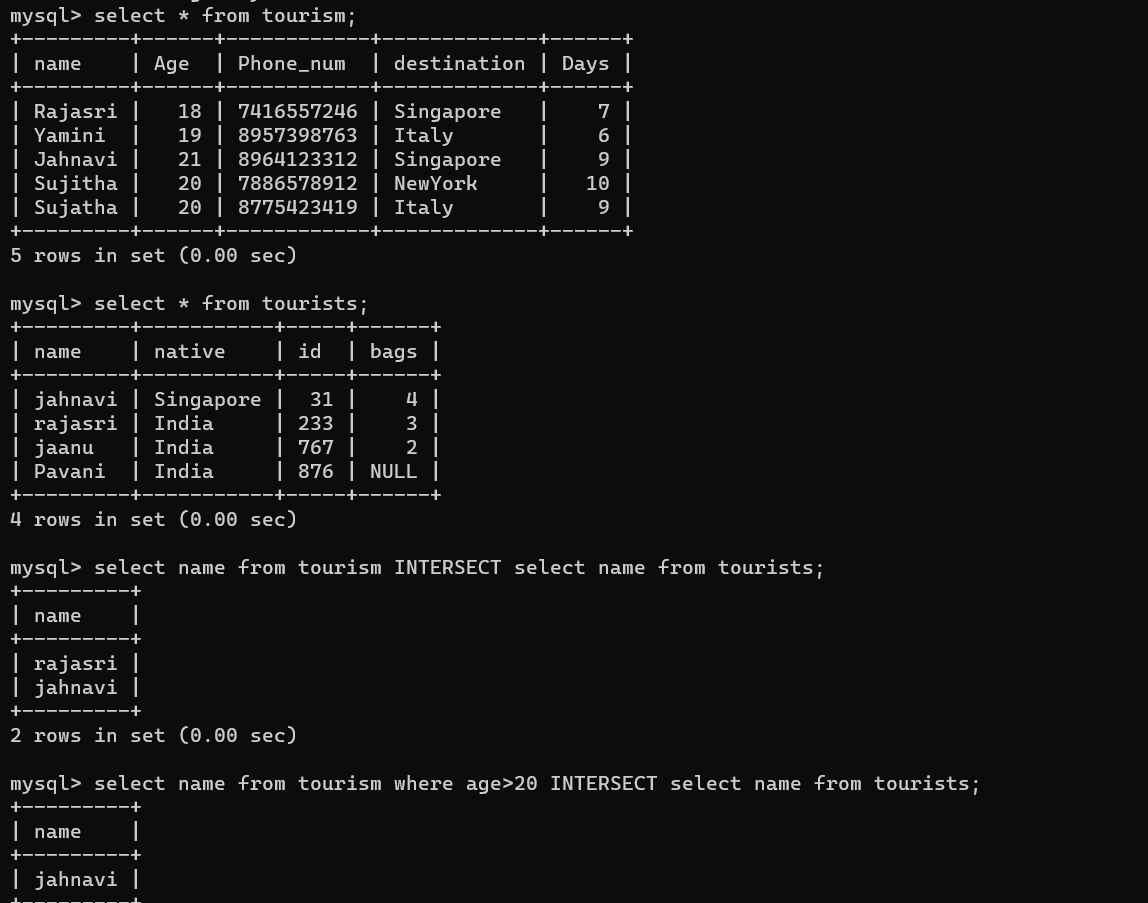 mysql> select * from tourism;
+---------+------+------------+-------------+------+
| name    | Age  | Phone_num  | destination | Days |
+---------+------+------------+-------------+------+
| Rajasri |   18 | 7416557246 | Singapore   |    7 |
| Yamini  |   19 | 8957398763 | Italy       |    6 |
| Jahnavi |   21 | 8964123312 | Singapore   |    9 |
| Sujitha |   20 | 7886578912 | NewYork     |   10 |
| Sujatha |   20 | 8775423419 | Italy       |    9 |
+---------+------+------------+-------------+------+
5 rows in set (0.00 sec)

mysql> select * from tourists;
+---------+-----------+-----+------+
| name    | native    | id  | bags |
+---------+-----------+-----+------+
| jahnavi | Singapore |  31 |    4 |
| rajasri | India     | 233 |    3 |
| jaanu   | India     | 767 |    2 |
| Pavani  | India     | 876 | NULL |
+---------+-----------+-----+------+
4 rows in set (0.00 sec)

mysql> select name from tourism INTERSECT select name from tourists;
+---------+
| name    |
+---------+
| rajasri |
| jahnavi |
+---------+
2 rows in set (0.00 sec)

mysql> select name from tourism where age>20 INTERSECT select name from tourists;
+---------+
| name    |
+---------+
| jahnavi |
+---------+